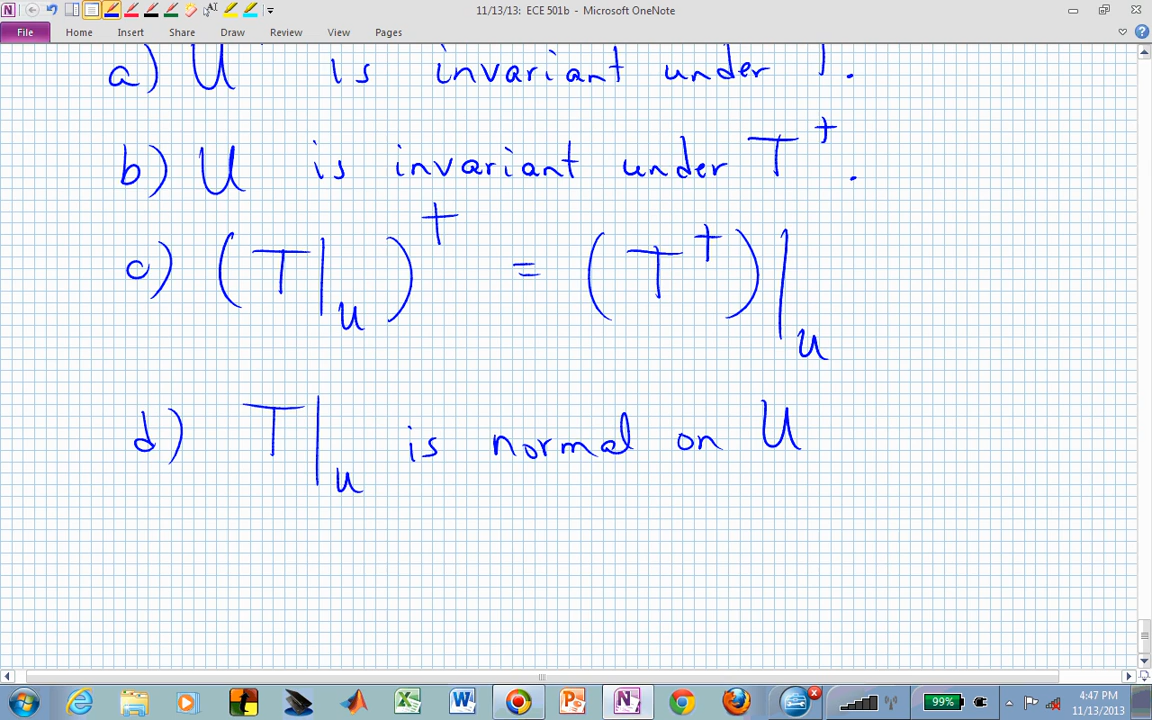 11/13/13: ECE 501b - Microsoft OneNote
File Home Insert Share Draw Review View Pages
a) U is invariant under T.
b) U is invariant under T†.
c) (T|u)† = (T†)|u
d) T|u is normal on U
99%
4:47 PM
11/13/2013